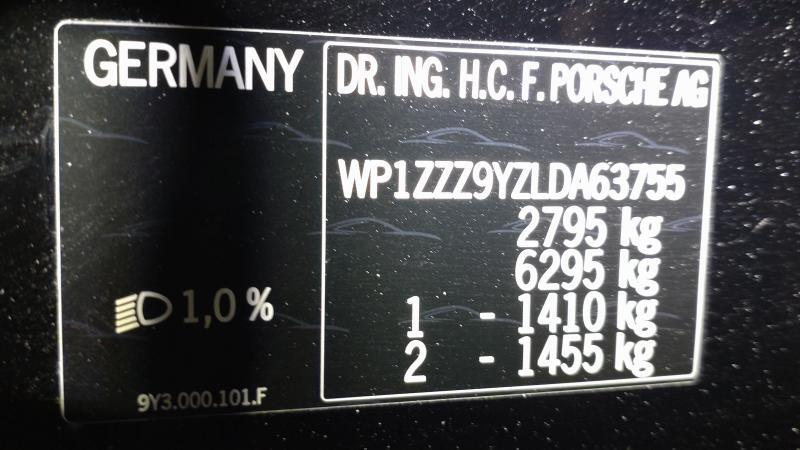 GERMANY
DR. ING. H.C. F. PORSCHE AG
WP1ZZZ9YZLDA63755
2795 kg
6295 kg
1 - 1410 kg
2 - 1455 kg
1,0 %
9Y3.000.101.F